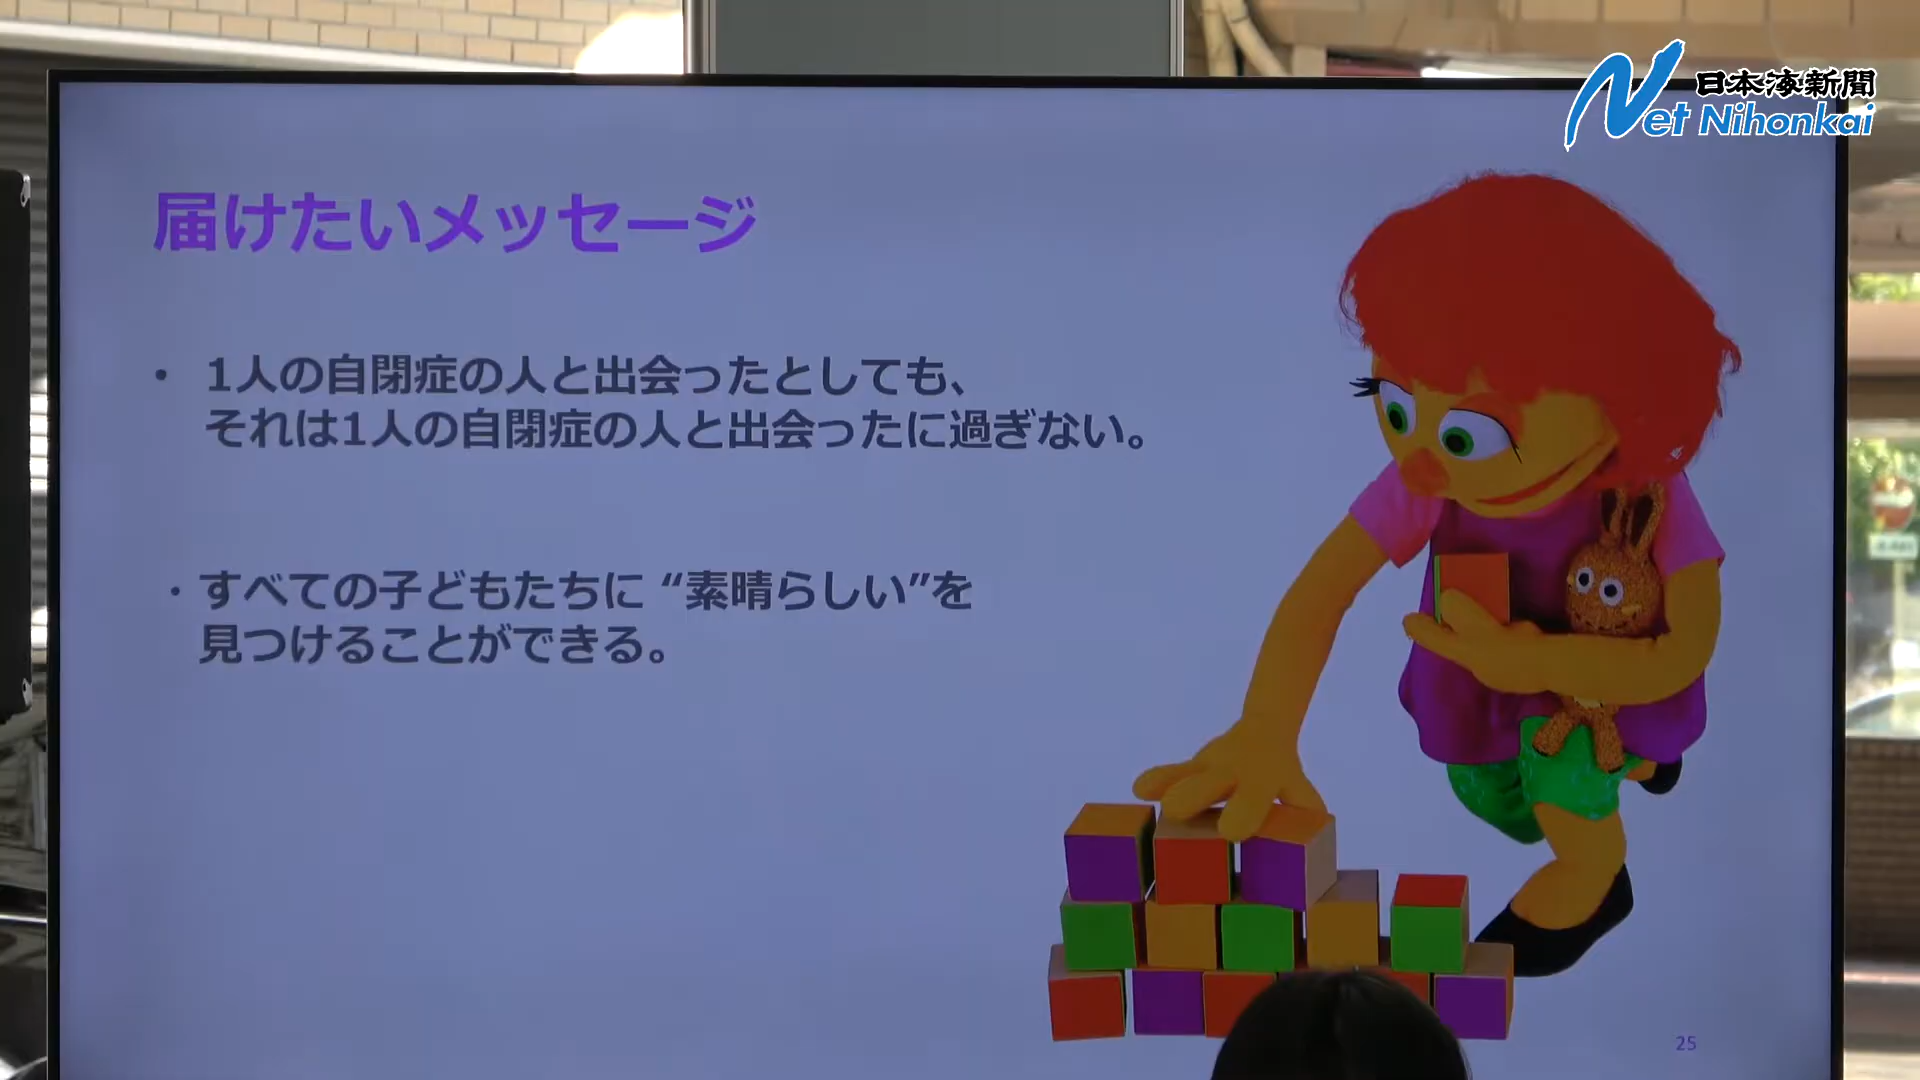 日本海新聞
Net Nihonkai
届けたいメッセージ
・ 1人の自閉症の人と出会ったとしても、
それは1人の自閉症の人と出会ったに過ぎない。
・すべての子どもたちに “素晴らしい”を
見つけることができる。
25